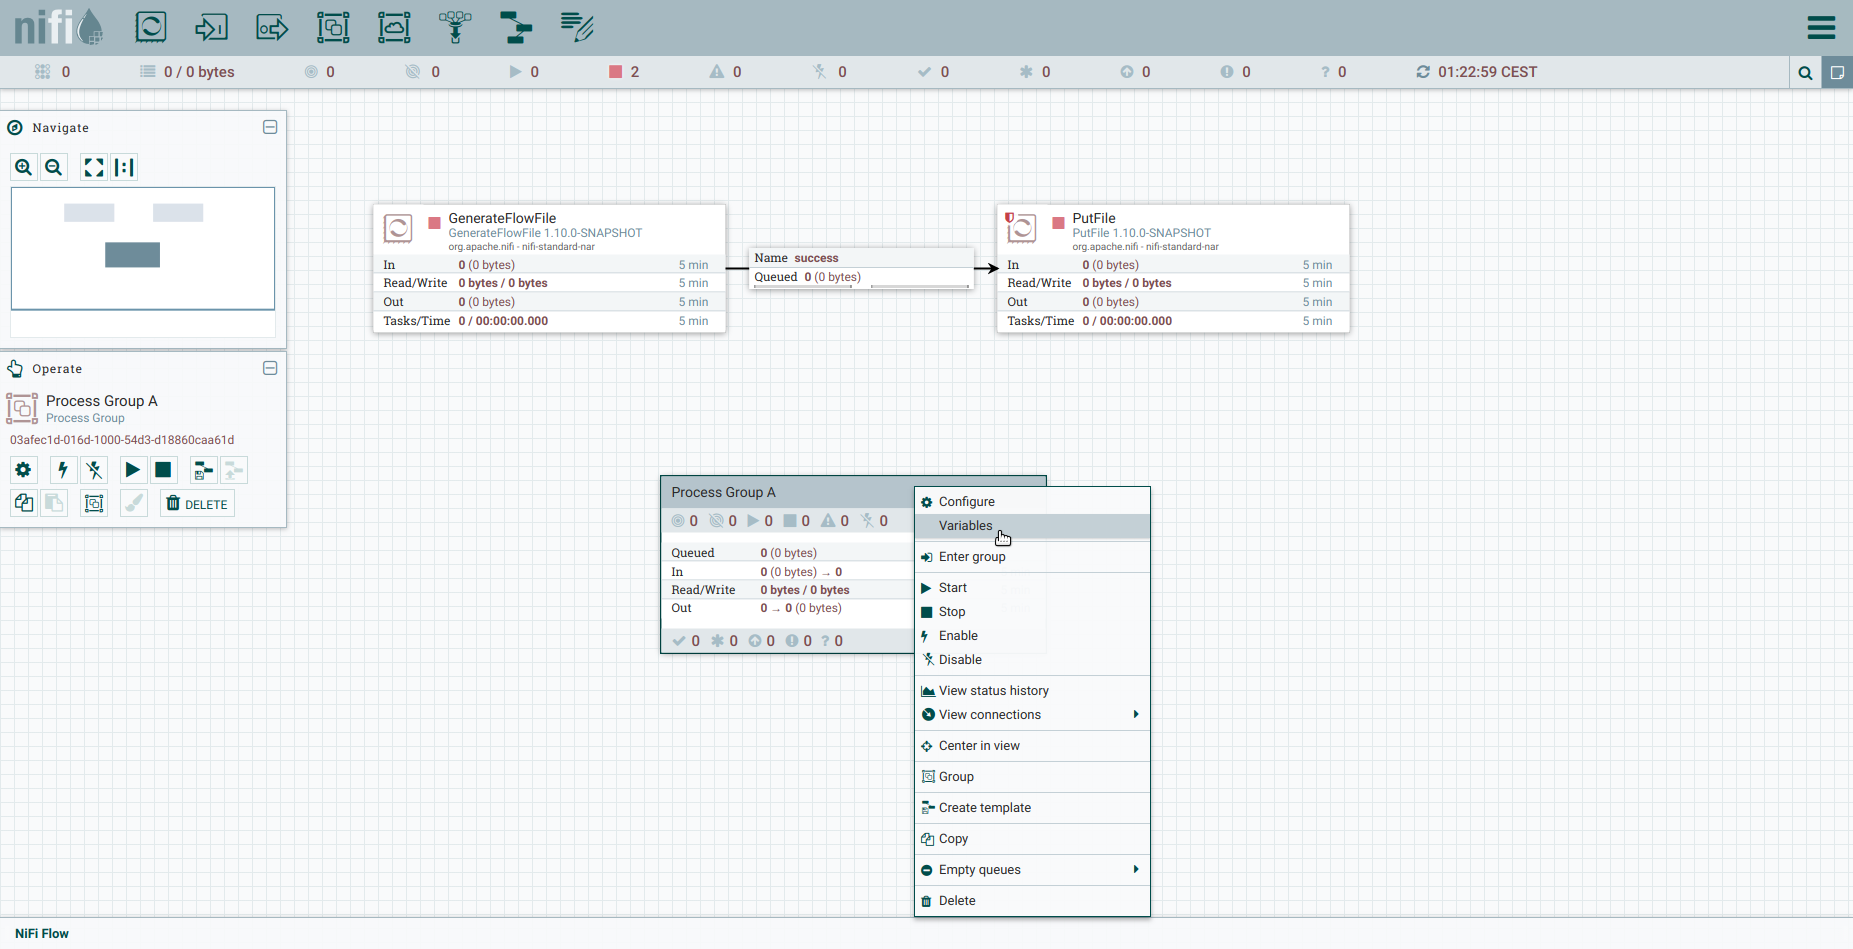 nifi
0 0 / 0 bytes 0 0 0 2 0 0 0 0 0 0 ? 0 01:22:59 CEST
Navigate
Operate
Process Group A
Process Group
03afec1d-016d-1000-54d3-d18860caa61d
DELETE
GenerateFlowFile
GenerateFlowFile 1.10.0-SNAPSHOT
org.apache.nifi - nifi-standard-nar
In 0 (0 bytes) 5 min
Read/Write 0 bytes / 0 bytes 5 min
Out 0 (0 bytes) 5 min
Tasks/Time 0 / 00:00:00.000 5 min
Name success
Queued 0 (0 bytes)
PutFile
PutFile 1.10.0-SNAPSHOT
org.apache.nifi - nifi-standard-nar
In 0 (0 bytes) 5 min
Read/Write 0 bytes / 0 bytes 5 min
Out 0 (0 bytes) 5 min
Tasks/Time 0 / 00:00:00.000 5 min
Process Group A
0 0 0 0 0 0
Queued 0 (0 bytes)
In 0 (0 bytes) → 0
Read/Write 0 bytes / 0 bytes
Out 0 → 0 (0 bytes)
0 0 0 0 ? 0
Configure
Variables
Enter group
Start
Stop
Enable
Disable
View status history
View connections
Center in view
Group
Create template
Copy
Empty queues
Delete
NiFi Flow